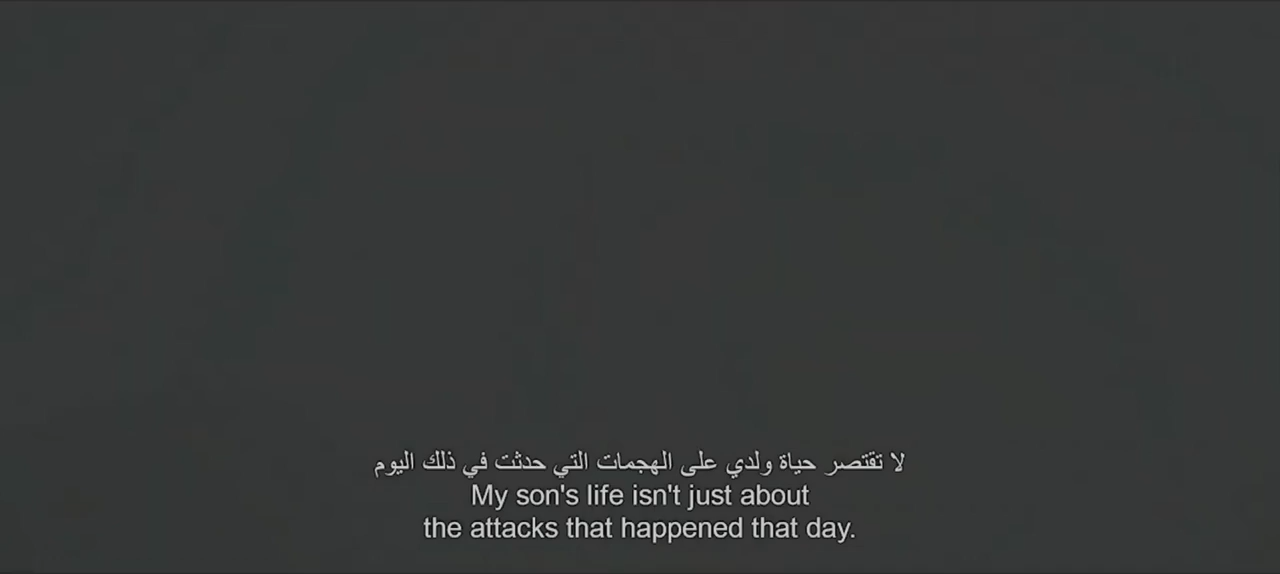 لا تقتصر حياة ولدي على الهجمات التي حدثت في ذلك اليوم
My son's life isn't just about
the attacks that happened that day.